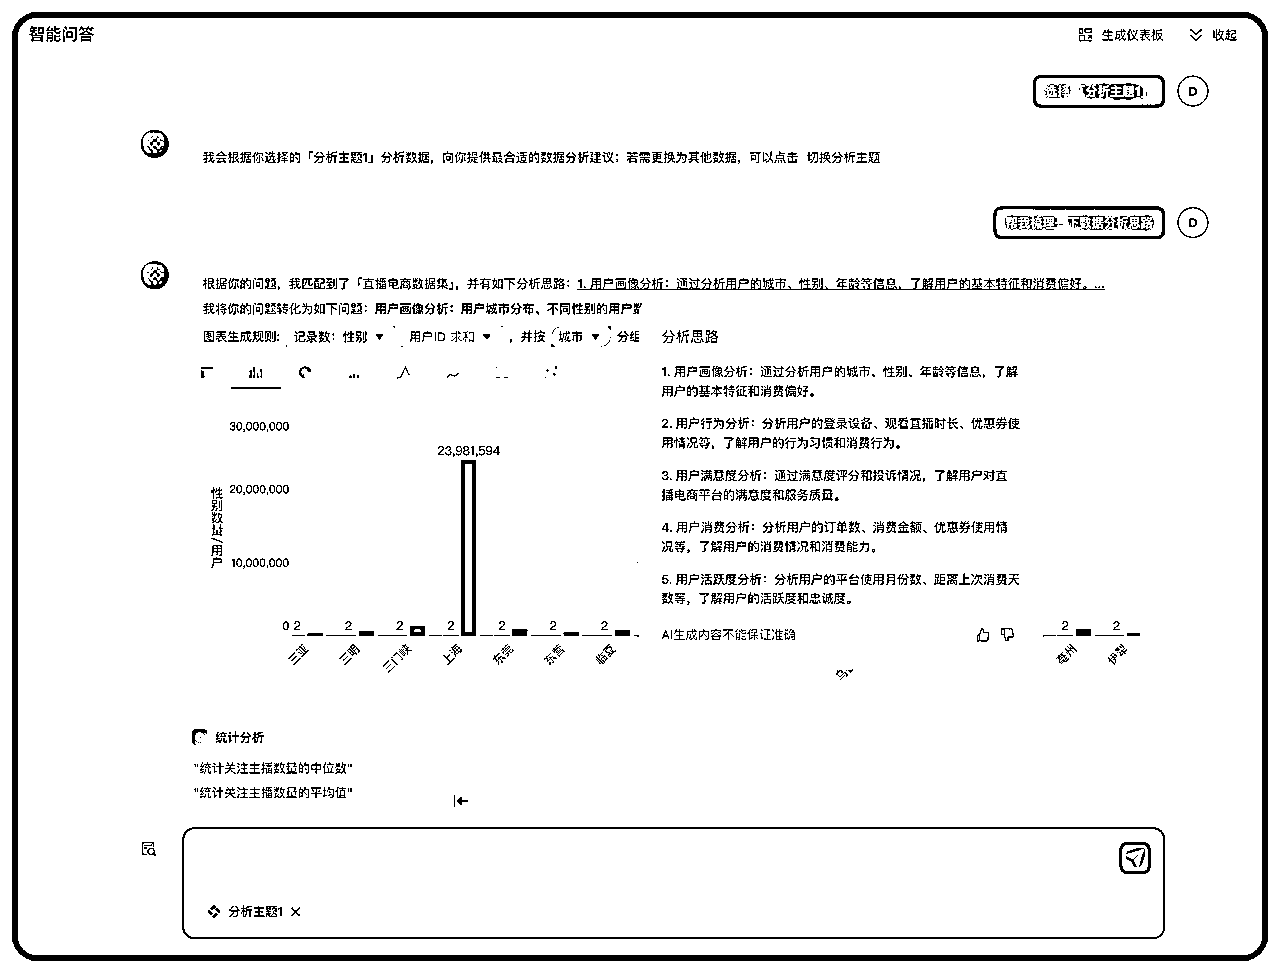 智能问答
生成仪表板 收起
选择「分析主题1」
D
我会根据你选择的「分析主题1」分析数据，向你提供最合适的数据分析建议；若需更换为其他数据，可以点击 切换分析主题
帮我梳理一下数据分析思路
D
根据你的问题，我匹配到了「直播电商数据集」，并有如下分析思路：1. 用户画像分析：通过分析用户的城市、性别、年龄等信息，了解用户的基本特征和消费偏好。...
我将你的问题转化为如下问题：用户画像分析：用户城市分布、不同性别的用户
图表生成规则： 记录数：性别 用户ID 求和 ，并按 城市 分组
分析思路
1. 用户画像分析：通过分析用户的城市、性别、年龄等信息，了解
用户的基本特征和消费偏好。
2. 用户行为分析：分析用户的登录设备、观看直播时长、优惠券使
用情况等，了解用户的行为习惯和消费行为。
3. 用户满意度分析：通过满意度评分和投诉情况，了解用户对直
播电商平台的满意度和服务质量。
4. 用户消费分析：分析用户的订单数、消费金额、优惠券使用情
况等，了解用户的消费情况和消费能力。
5. 用户活跃度分析：分析用户的平台使用月份数、距离上次消费天
数等，了解用户的活跃度和忠诚度。
AI生成内容不能保证准确
性别数量/用户
30,000,000
20,000,000
10,000,000
0
23,981,594
2 2 2 2 2 2 2 2 2
三亚 三明 三门峡 上海 东莞 东营 临夏 亳州 伊犁
统计分析
"统计关注主播数量的中位数"
"统计关注主播数量的平均值"
分析主题1